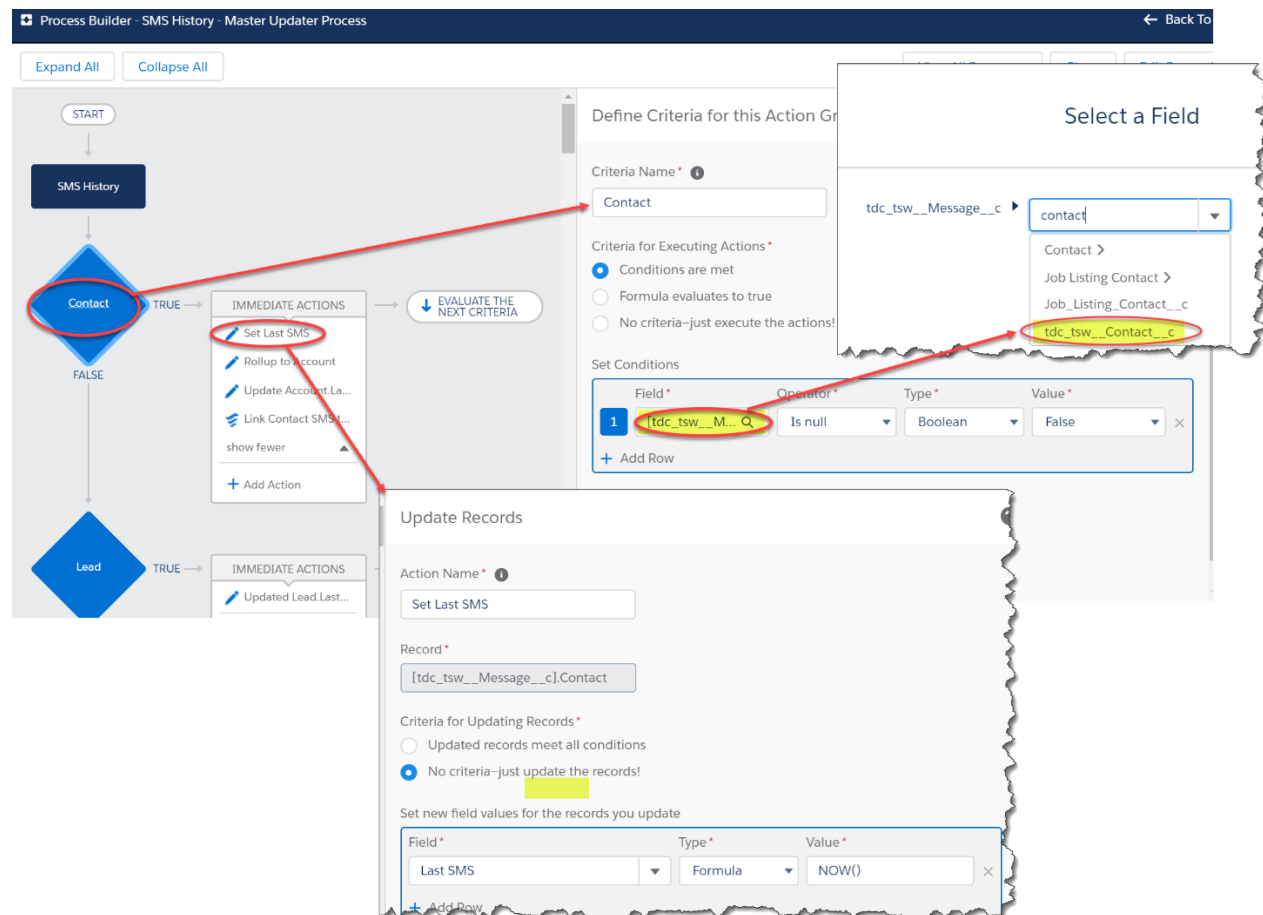 Process Builder - SMS History - Master Updater Process
← Back To
Expand All
Collapse All
START
SMS History
Contact
TRUE
FALSE
IMMEDIATE ACTIONS
Set Last SMS
Rollup to Account
Update Account.La...
Link Contact SMS t...
show fewer
+ Add Action
EVALUATE THE
NEXT CRITERIA
Lead
TRUE
IMMEDIATE ACTIONS
Updated Lead.Last...
Define Criteria for this Action Gr
Criteria Name*
Contact
Criteria for Executing Actions*
Conditions are met
Formula evaluates to true
No criteria–just execute the actions!
Set Conditions
Field* Operator* Type* Value*
1 [tdc_tsw__M... Is null Boolean False
+ Add Row
Select a Field
tdc_tsw__Message__c
contact
Contact >
Job Listing Contact >
Job_Listing_Contact__c
tdc_tsw__Contact__c
Update Records
Action Name*
Set Last SMS
Record*
[tdc_tsw__Message__c].Contact
Criteria for Updating Records*
Updated records meet all conditions
No criteria–just update the records!
Set new field values for the records you update
Field* Type* Value*
Last SMS Formula NOW()
+ Add Row